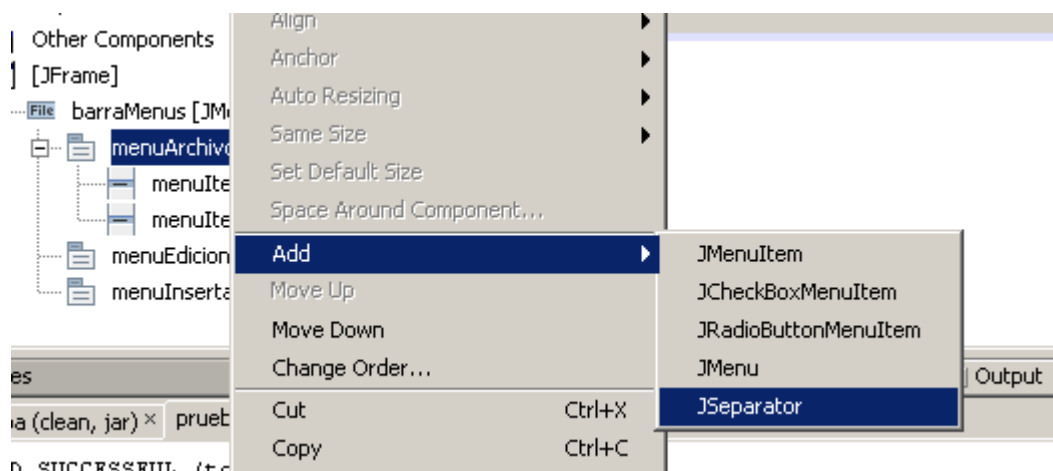 Other Components
[JFrame]
File barraMenus [JM
menuArchivo
menuIte
menuIte
menuEdicion
menuInserta
Align
Anchor
Auto Resizing
Same Size
Set Default Size
Space Around Component...
Add
Move Up
Move Down
Change Order...
Cut Ctrl+X
Copy Ctrl+C
JMenuItem
JCheckBoxMenuItem
JRadioButtonMenuItem
JMenu
JSeparator
es
Output
a (clean, jar) × prueb
D SUCCESSFUL (to